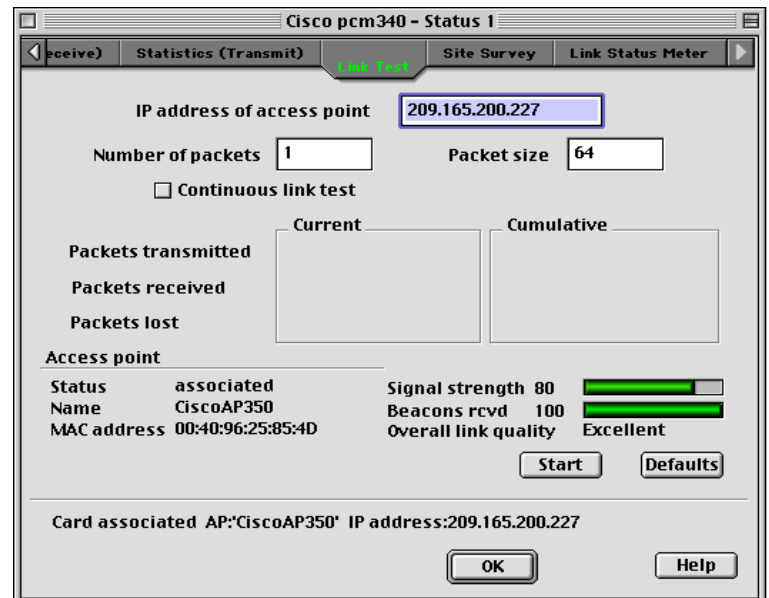 Cisco pcm340 - Status 1
eceive) Statistics (Transmit) Link Test Site Survey Link Status Meter
IP address of access point 209.165.200.227
Number of packets 1 Packet size 64
Continuous link test
Current Cumulative
Packets transmitted
Packets received
Packets lost
Access point
Status associated Signal strength 80
Name CiscoAP350 Beacons rcvd 100
MAC address 00:40:96:25:85:4D Overall link quality Excellent
Start Defaults
Card associated AP:'CiscoAP350' IP address:209.165.200.227
OK Help